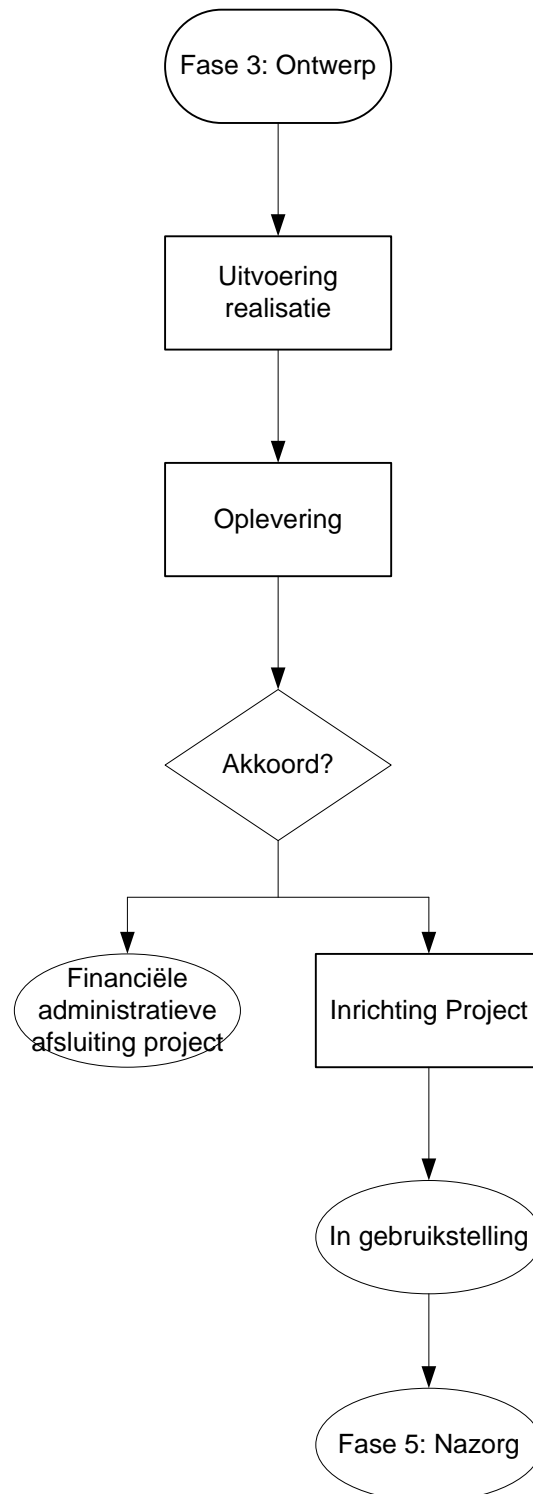 Fase 3: Ontwerp
Uitvoering
realisatie
Oplevering
Akkoord?
Financiële
administratieve
afsluiting project
Inrichting Project
In gebruikstelling
Fase 5: Nazorg